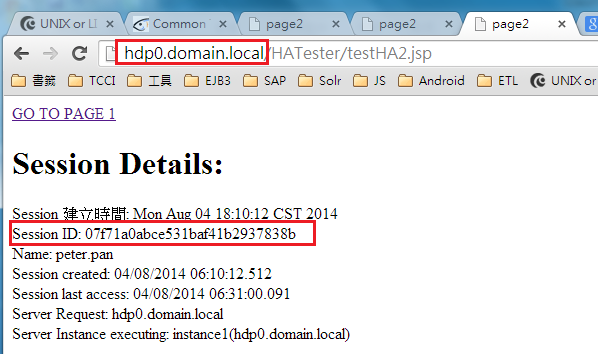 UNIX or LI
Common T
page2
page2
page2
hdp0.domain.local/HATester/testHA2.jsp
書籤
TCCI
工具
EJB3
SAP
Solr
JS
Android
ETL
UNIX or
GO TO PAGE 1
Session Details:
Session 建立時間: Mon Aug 04 18:10:12 CST 2014
Session ID: 07f71a0abce531baf41b2937838b
Name: peter.pan
Session created: 04/08/2014 06:10:12.512
Session last access: 04/08/2014 06:31:00.091
Server Request: hdp0.domain.local
Server Instance executing: instance1(hdp0.domain.local)